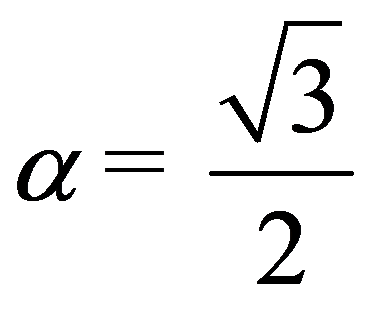 α = √3/2